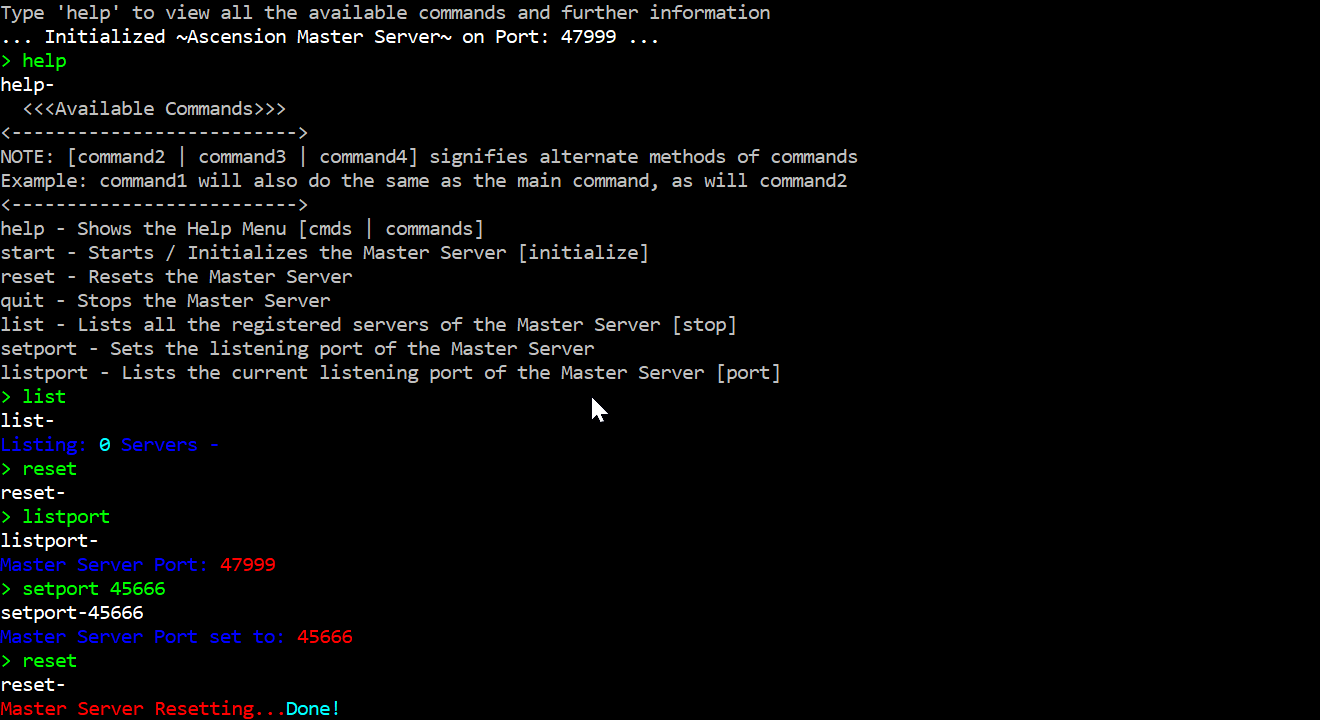 Type 'help' to view all the available commands and further information
... Initialized ~Ascension Master Server~ on Port: 47999 ...
> help
help-
  <<<Available Commands>>>
<-------------------------->
NOTE: [command2 | command3 | command4] signifies alternate methods of commands
Example: command1 will also do the same as the main command, as will command2
<-------------------------->
help - Shows the Help Menu [cmds | commands]
start - Starts / Initializes the Master Server [initialize]
reset - Resets the Master Server
quit - Stops the Master Server
list - Lists all the registered servers of the Master Server [stop]
setport - Sets the listening port of the Master Server
listport - Lists the current listening port of the Master Server [port]
> list
list-
Listing: 0 Servers -
> reset
reset-
> listport
listport-
Master Server Port: 47999
> setport 45666
setport-45666
Master Server Port set to: 45666
> reset
reset-
Master Server Resetting...Done!